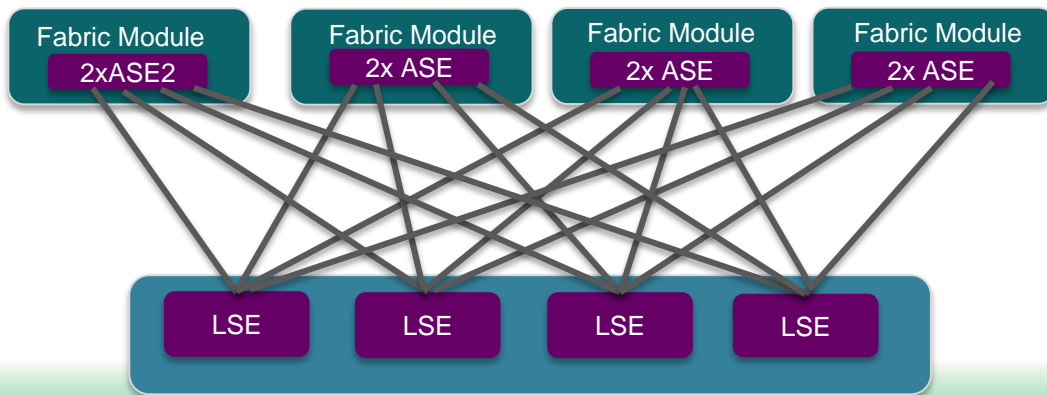 Fabric Module
2xASE2
Fabric Module
2x ASE
Fabric Module
2x ASE
Fabric Module
2x ASE
LSE
LSE
LSE
LSE